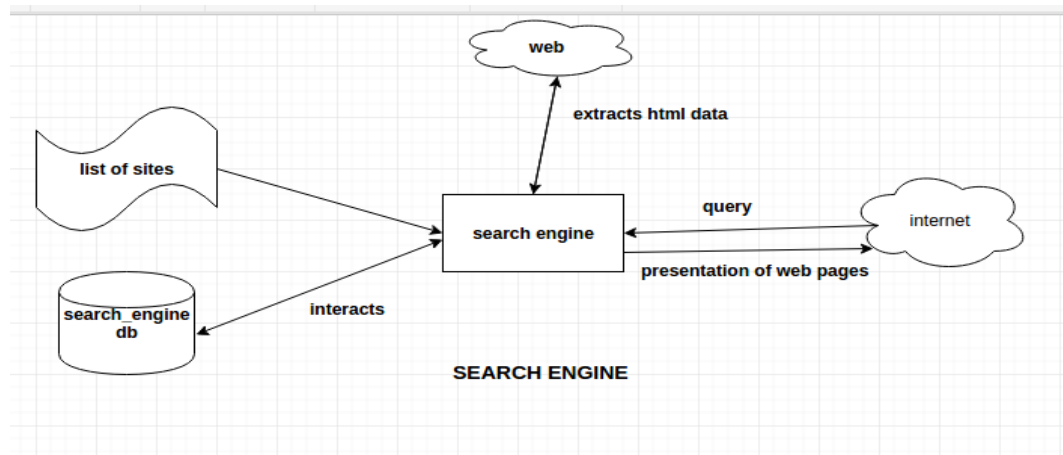 web
extracts html data
list of sites
query
internet
search engine
presentation of web pages
interacts
search_engine
db
SEARCH ENGINE